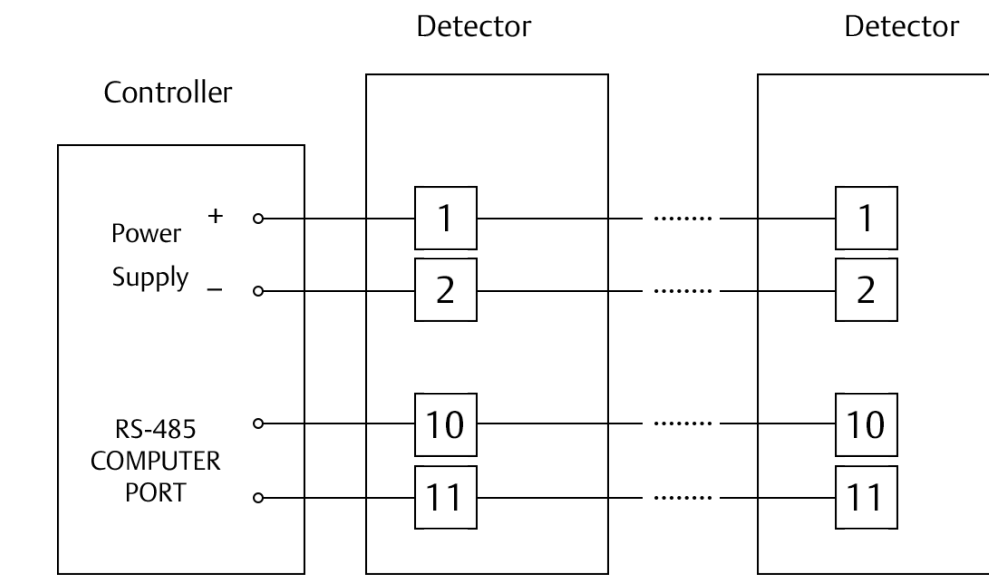 Detector
Detector
Controller
Power
Supply
+
–
1
2
10
11
........
........
........
........
1
2
10
11
RS-485
COMPUTER
PORT